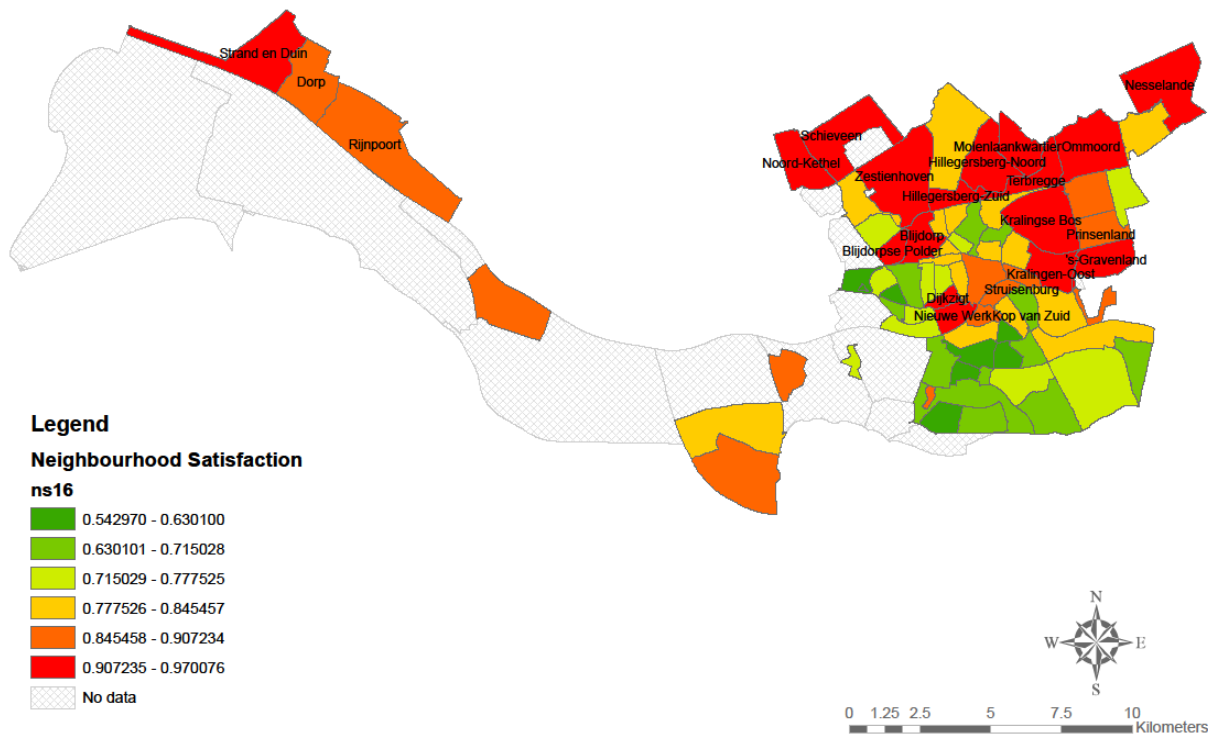 Strand en Duin
Dorp
Rijnpoort
Nesselande
Schieveen
Noord-Kethel
Molenlaankwartier
Ommoord
Hillegersberg-Noord
Zestienhoven
Terbregge
Hillegersberg-Zuid
Kralingse Bos
Blijdorp
Prinsenland
Blijdorpse Polder
's-Gravenland
Kralingen-Oost
Struisenburg
Dijkzigt
Nieuwe Werk
Kop van Zuid
Legend
Neighbourhood Satisfaction
ns16
0.542970 - 0.630100
0.630101 - 0.715028
0.715029 - 0.777525
0.777526 - 0.845457
0.845458 - 0.907234
0.907235 - 0.970076
No data
N
W E
S
0 1.25 2.5 5 7.5 10
Kilometers